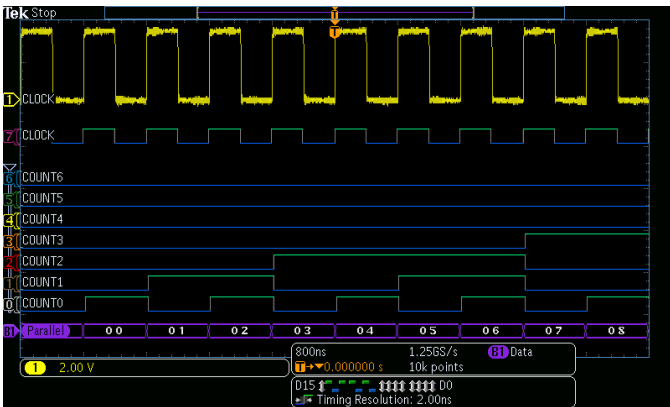 Tek Stop
T
T
1 CLOCK
7 CLOCK
6 COUNT6
5 COUNT5
4 COUNT4
3 COUNT3
2 COUNT2
1 COUNT1
0 COUNT0
B1 Parallel 00 01 02 03 04 05 06 07 08
1 2.00 V
800ns 1.25GS/s B1 Data
T→▼0.000000 s 10k points
D15 D0
Timing Resolution: 2.00ns